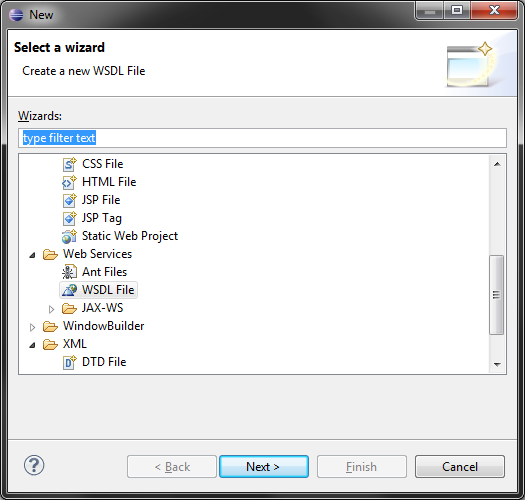 New
Select a wizard
Create a new WSDL File
Wizards:
type filter text
CSS File
HTML File
JSP File
JSP Tag
Static Web Project
Web Services
Ant Files
WSDL File
JAX-WS
WindowBuilder
XML
DTD File
? < Back Next > Finish Cancel